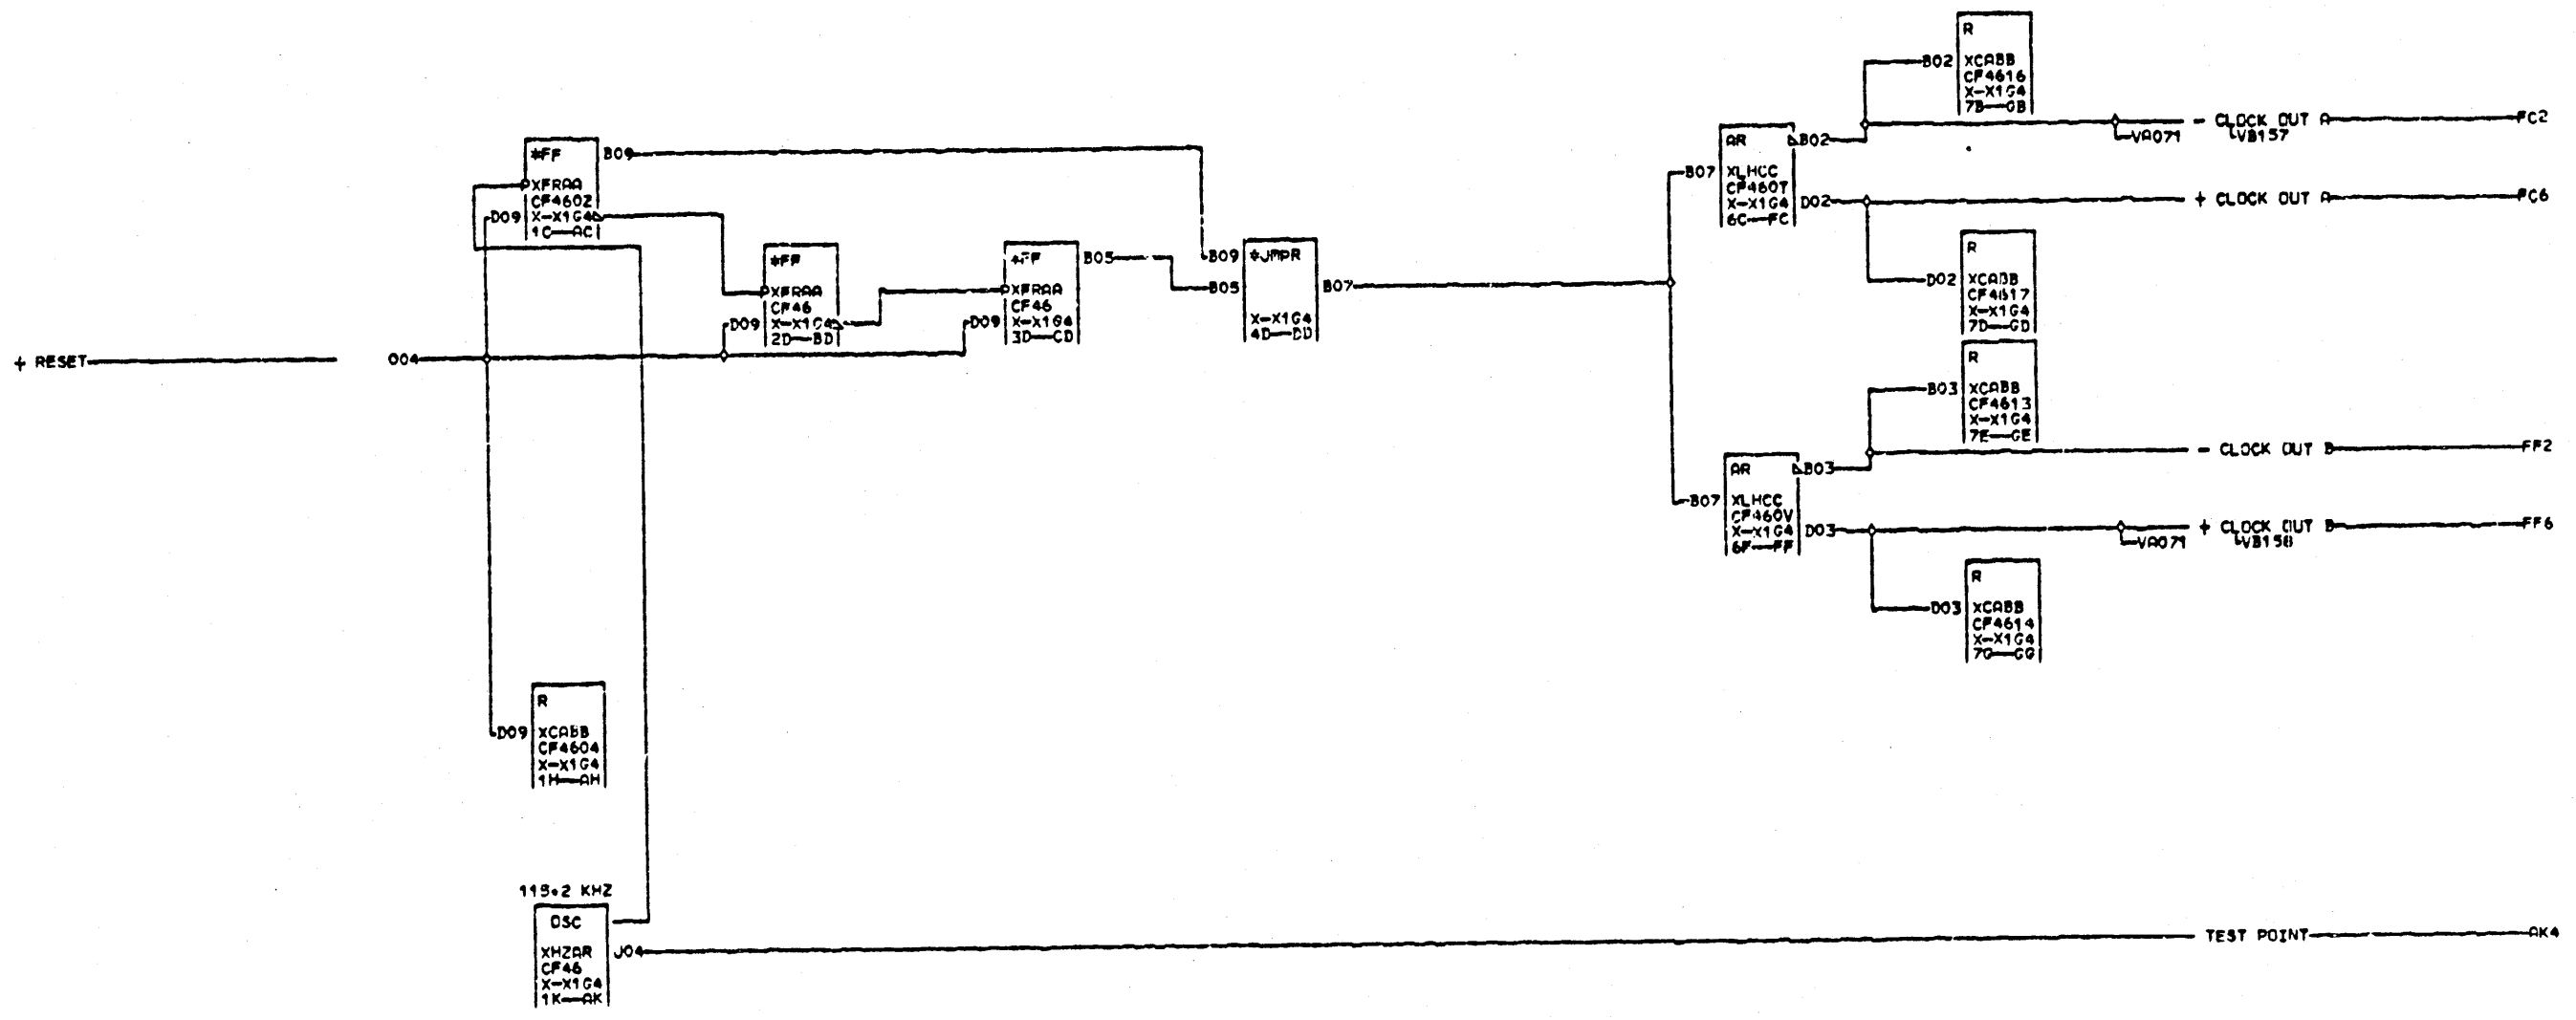 R
B02 XCABB
CF4616
X-X1G4
7B—GB
- CLOCK OUT A FC2
VA071 VB157
*FF B09
XFRAA
CF460Z
D09 X-X1G4
1C—AC
AR B02
B07 XLHCC
CF460T
X-X1G4 D02
6C—FC
+ CLOCK OUT A FC6
R
D02 XCABB
CF4617
X-X1G4
7D—GD
*FF
XFRAA
CF46
D09 X-X1G4
2D—BD
*FF B05
XFRAA
CF46
D09 X-X1G4
3D—CD
B09 *JMPR
B05 B07
X-X1G4
4D—DD
+ RESET 004
R
B03 XCABB
CF4613
X-X1G4
7E—GE
- CLOCK OUT B FF2
AR B03
B07 XLHCC
CF460V
X-X1G4 D03
6F—FF
+ CLOCK OUT B FF6
VA071 VB158
R
D03 XCABB
CF4614
X-X1G4
7G—GG
R
D09 XCABB
CF4604
X-X1G4
1H—AH
115.2 KHZ
OSC
XHZAR J04
CF46
X-X1G4
1K—AK
TEST POINT AK4